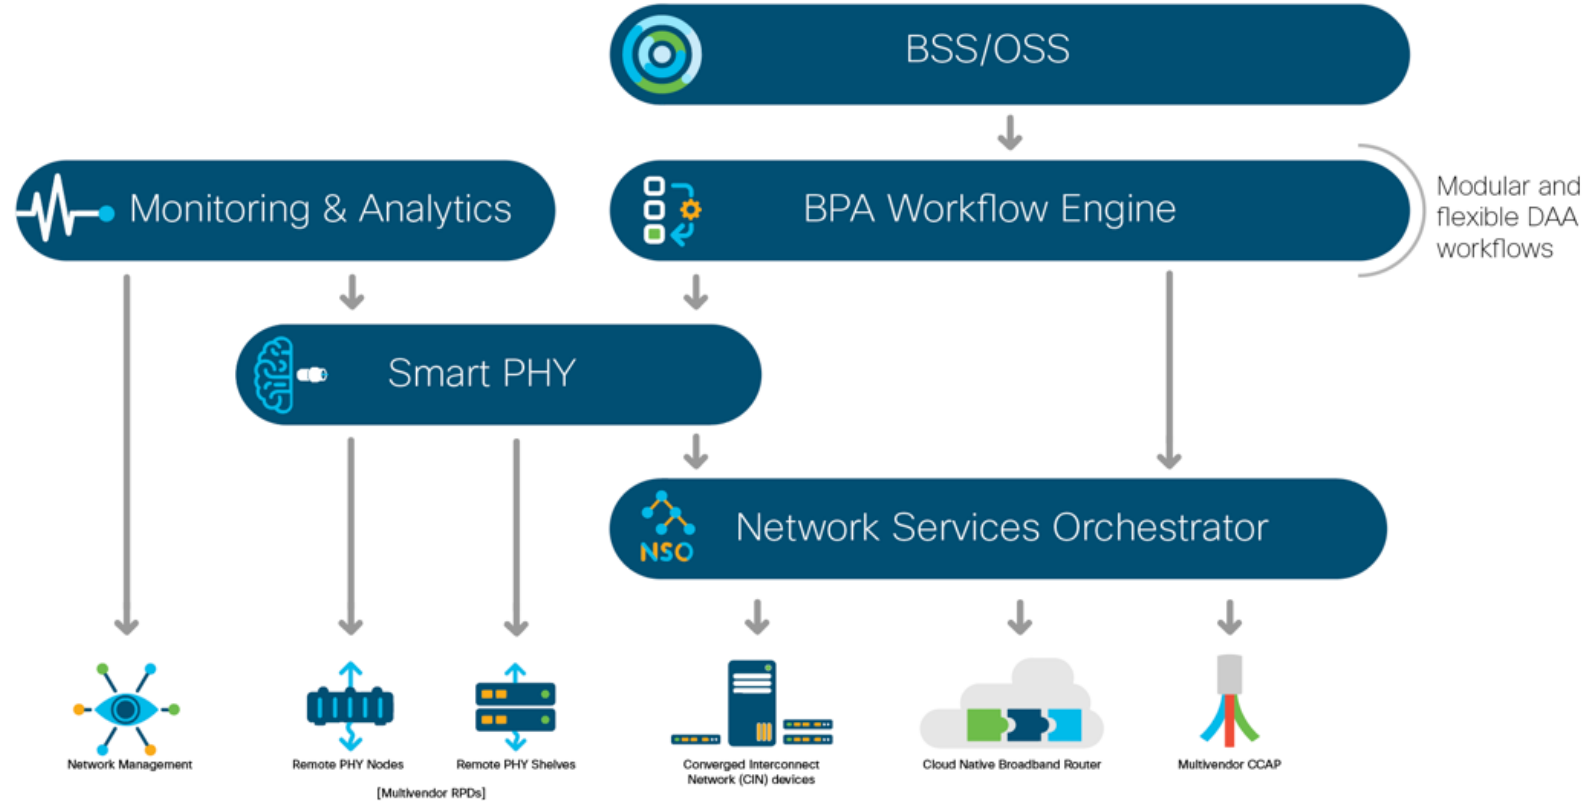 BSS/OSS
Monitoring & Analytics
BPA Workflow Engine
Modular and
flexible DAA
workflows
Smart PHY
NSO
Network Services Orchestrator
Network Management
Remote PHY Nodes
Remote PHY Shelves
[Multivendor RPDs]
Converged Interconnect
Network (CIN) devices
Cloud Native Broadband Router
Multivendor CCAP